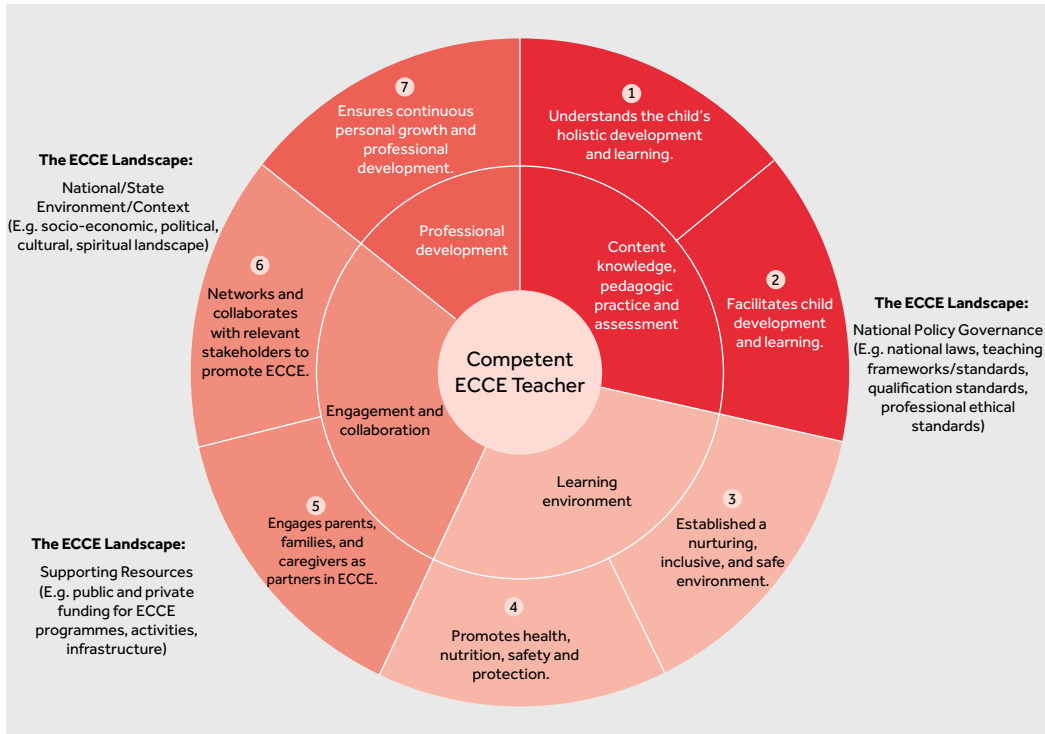 7
Ensures continuous
personal growth and
professional
development.
1
Understands the child's
holistic development
and learning.
The ECCE Landscape:
National/State
Environment/Context
(E.g. socio-economic, political,
cultural, spiritual landscape)
Professional
development
Content
knowledge,
pedagogic
practice and
assessment
6
Networks and
collaborates
with relevant
stakeholders to
promote ECCE.
2
Facilitates child
development
and learning.
The ECCE Landscape:
National Policy Governance
(E.g. national laws, teaching
frameworks/standards,
qualification standards,
professional ethical
standards)
Competent
ECCE Teacher
Engagement and
collaboration
Learning
environment
5
Engages parents,
families, and
caregivers as
partners in ECCE.
3
Established a
nurturing,
inclusive, and safe
environment.
The ECCE Landscape:
Supporting Resources
(E.g. public and private
funding for ECCE
programmes, activities,
infrastructure)
4
Promotes health,
nutrition, safety and
protection.